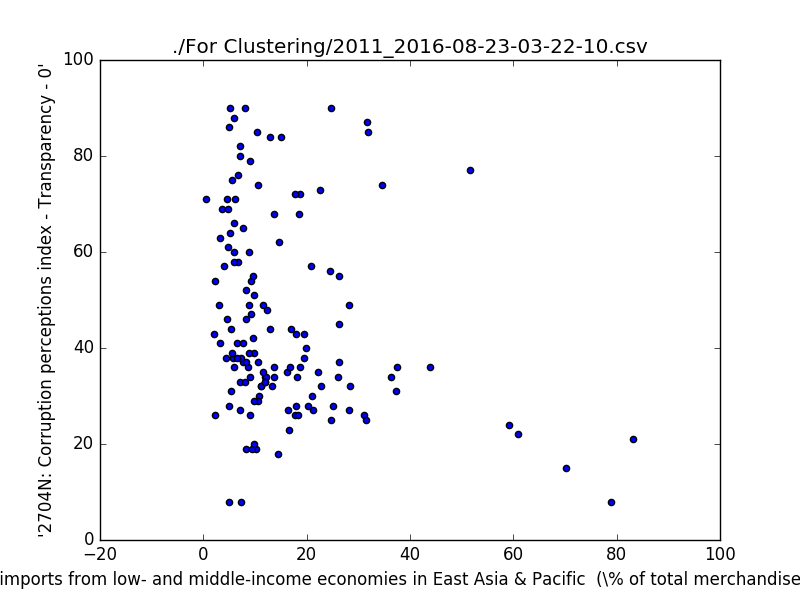 ./For Clustering/2011_2016-08-23-03-22-10.csv
100
80
60
40
20
0
'2704N: Corruption perceptions index - Transparency - 0'
−20 0 20 40 60 80 100
imports from low- and middle-income economies in East Asia & Pacific (\% of total merchandise